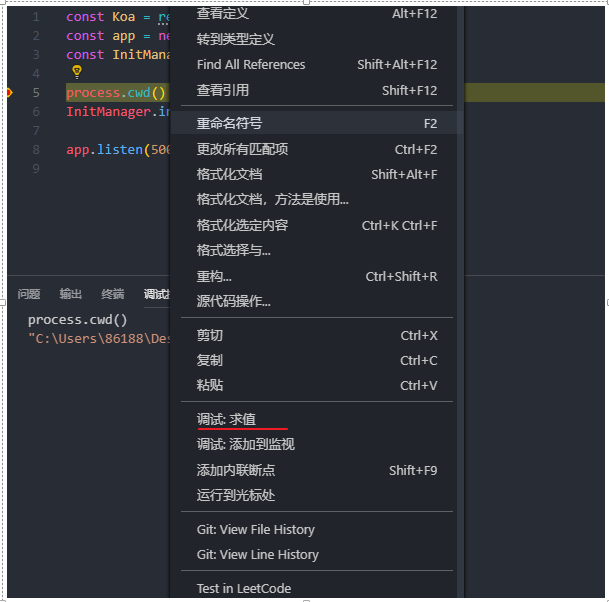 1 const Koa = re
2 const app = ne
3 const InitMana
4
5 process.cwd()
6 InitManager.in
7
8 app.listen(500
9
查看定义 Alt+F12
转到类型定义
Find All References Shift+Alt+F12
查看引用 Shift+F12
重命名符号 F2
更改所有匹配项 Ctrl+F2
格式化文档 Shift+Alt+F
格式化文档，方法是使用...
格式化选定内容 Ctrl+K Ctrl+F
格式选择与...
重构... Ctrl+Shift+R
源代码操作...
剪切 Ctrl+X
复制 Ctrl+C
粘贴 Ctrl+V
调试: 求值
调试: 添加到监视
添加内联断点 Shift+F9
运行到光标处
Git: View File History
Git: View Line History
Test in LeetCode
问题 输出 终端 调试
process.cwd()
"C:\Users\86188\Des